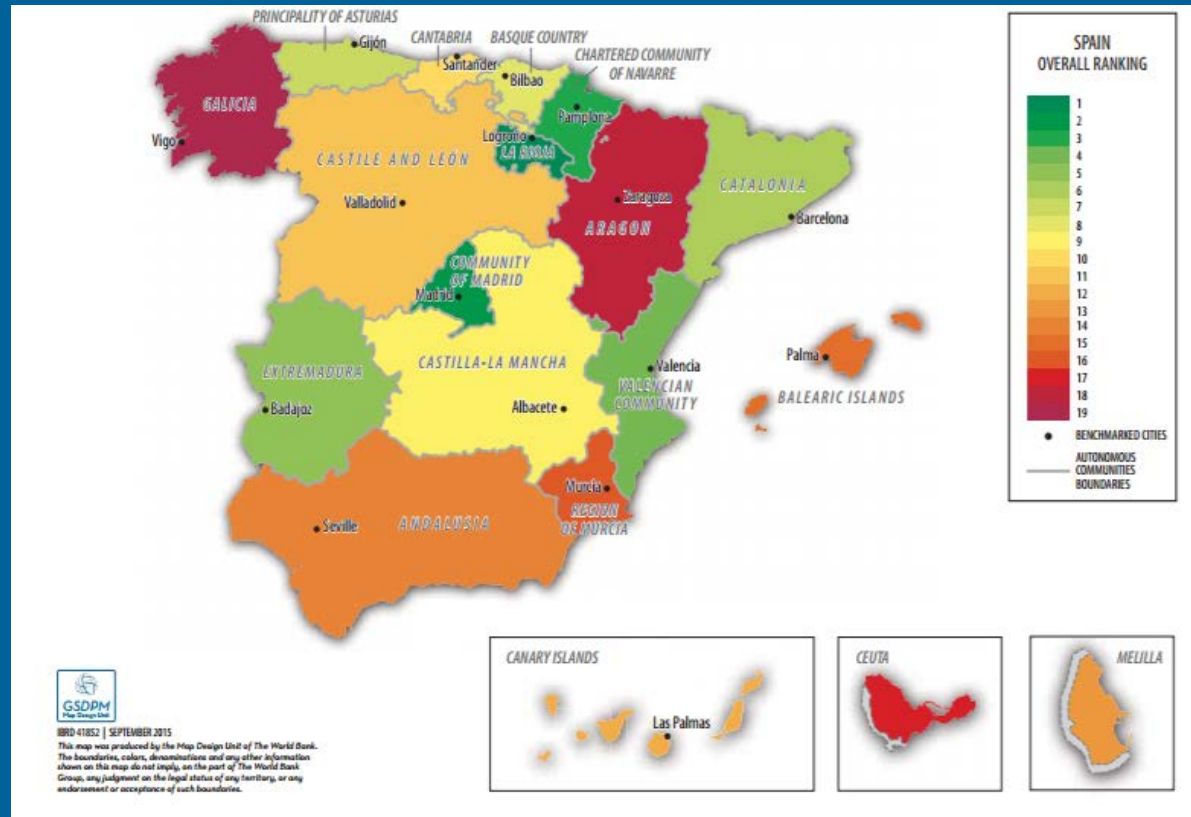 PRINCIPALITY OF ASTURIAS
Gijón
CANTABRIA
BASQUE COUNTRY
CHARTERED COMMUNITY
OF NAVARRE
Santander
Bilbao
GALICIA
Pamplona
Vigo
Logroño
LA RIOJA
CASTILE AND LEÓN
CATALONIA
Valladolid
Zaragoza
Barcelona
ARAGON
COMMUNITY
OF MADRID
Madrid
CASTILLA-LA MANCHA
Palma
Valencia
EXTREMADURA
VALENCIAN
COMMUNITY
BALEARIC ISLANDS
Badajoz
Albacete
Murcia
REGION
OF MURCIA
Seville
ANDALUSIA
SPAIN
OVERALL RANKING
1
2
3
4
5
6
7
8
9
10
11
12
13
14
15
16
17
18
19
BENCHMARKED CITIES
AUTONOMOUS
COMMUNITIES
BOUNDARIES
CANARY ISLANDS
Las Palmas
CEUTA
MELILLA
GSDPM
Map Design Unit
IBRD 41852 | SEPTEMBER 2015
This map was produced by the Map Design Unit of The World Bank.
The boundaries, colors, denominations and any other information
shown on this map do not imply, on the part of The World Bank
Group, any judgment on the legal status of any territory, or any
endorsement or acceptance of such boundaries.